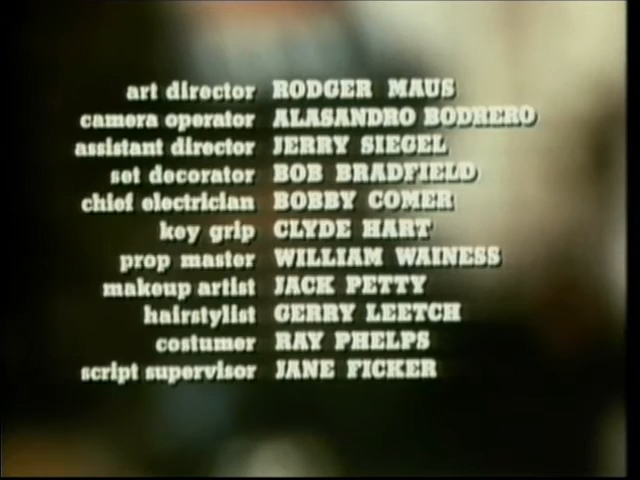 art director RODGER MAUS
camera operator ALASANDRO BODRERO
assistant director JERRY SIEGEL
set decorator BOB BRADFIELD
chief electrician BOBBY COMER
key grip CLYDE HART
prop master WILLIAM WAINESS
makeup artist JACK PETTY
hairstylist GERRY LEETCH
costumer RAY PHELPS
script supervisor JANE FICKER